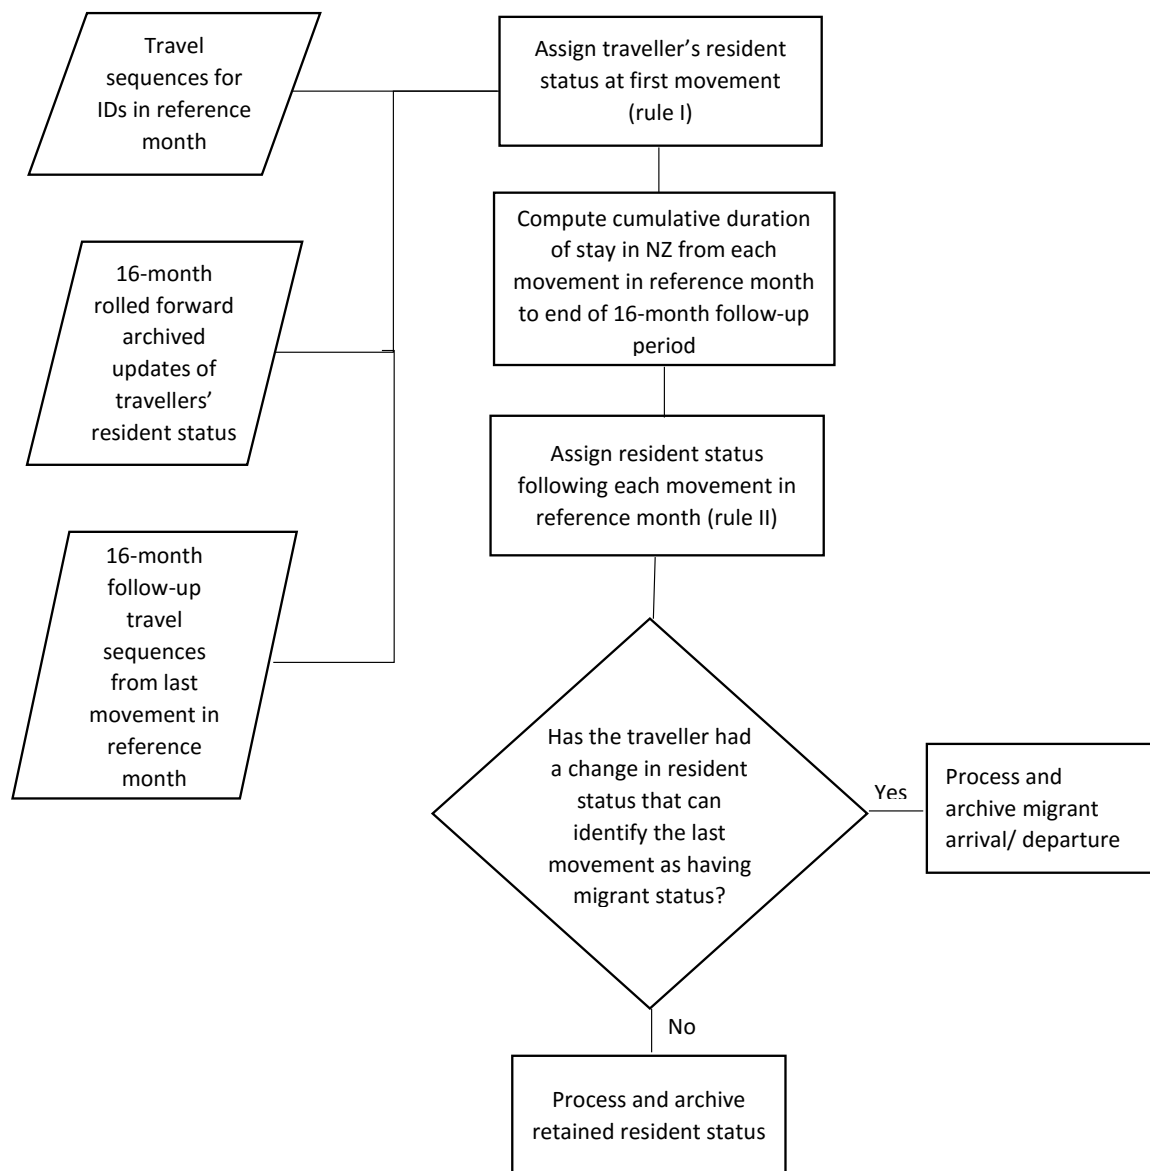 Travel
sequences for
IDs in reference
month
16-month
rolled forward
archived
updates of
travellers’
resident status
16-month
follow-up
travel
sequences
from last
movement in
reference
month
Assign traveller’s resident
status at first movement
(rule I)
Compute cumulative duration
of stay in NZ from each
movement in reference month
to end of 16-month follow-up
period
Assign resident status
following each movement in
reference month (rule II)
Has the traveller had
a change in resident
status that can
identify the last
movement as having
migrant status?
Yes
Process and
archive migrant
arrival/ departure
No
Process and archive
retained resident status